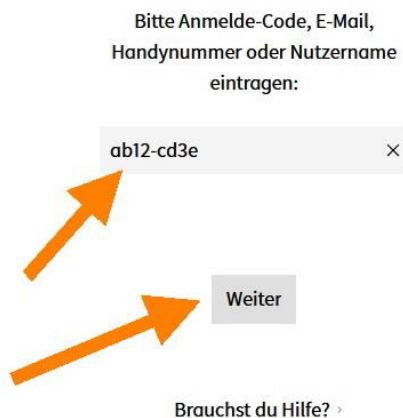 Bitte Anmelde-Code, E-Mail,
Handynummer oder Nutzername
eintragen:
ab12-cd3e ×
Weiter
Brauchst du Hilfe? ›